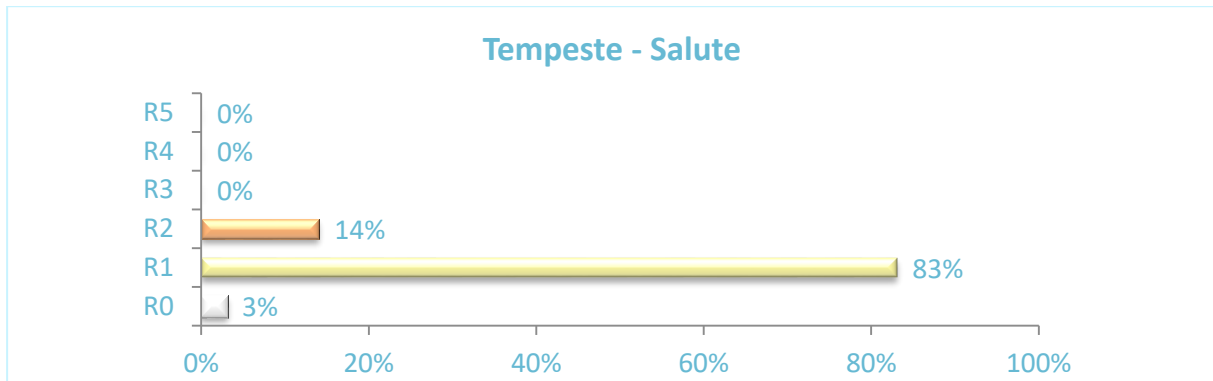 Tempeste - Salute
R5 0%
R4 0%
R3 0%
R2 14%
R1 83%
R0 3%
0% 20% 40% 60% 80% 100%